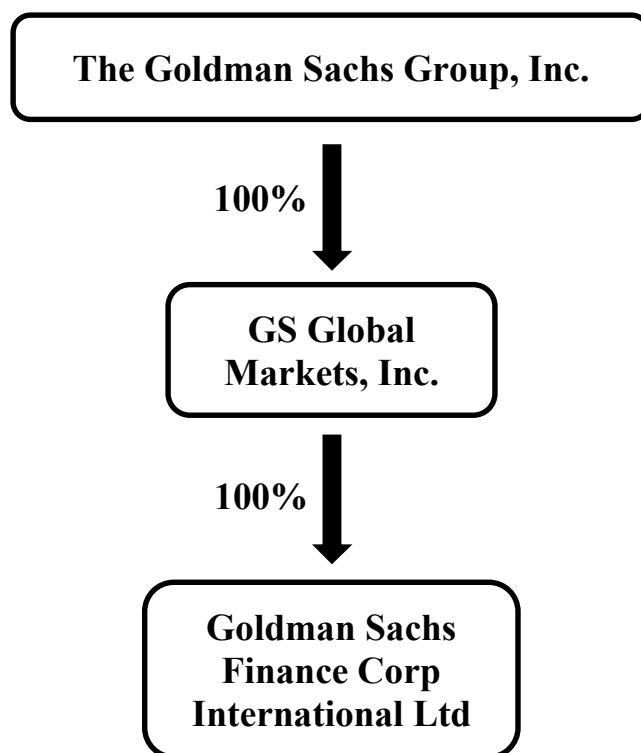 The Goldman Sachs Group, Inc.
100%
GS Global
Markets, Inc.
100%
Goldman Sachs
Finance Corp
International Ltd